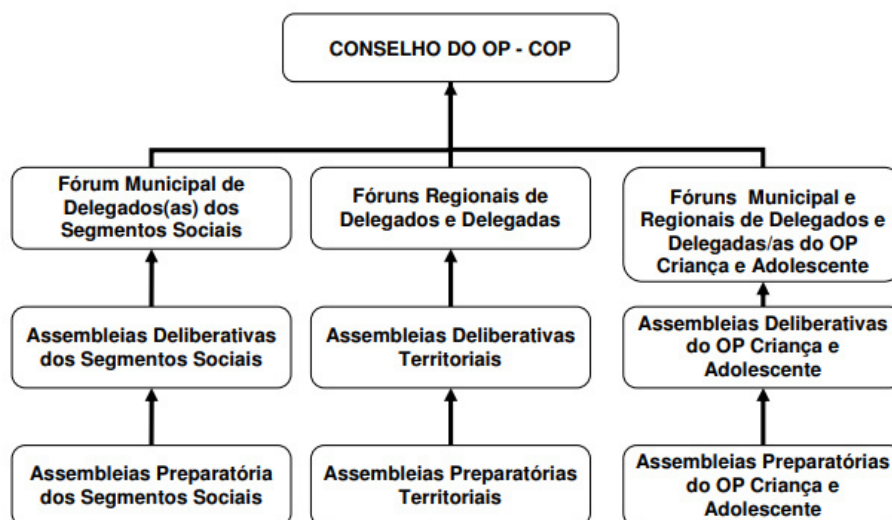 CONSELHO DO OP - COP
Fórum Municipal de
Delegados(as) dos
Segmentos Sociais
Fóruns Regionais de
Delegados e Delegadas
Fóruns Municipal e
Regionais de Delegados e
Delegadas/as do OP
Criança e Adolescente
Assembleias Deliberativas
dos Segmentos Sociais
Assembleias Deliberativas
Territoriais
Assembleias Deliberativas
do OP Criança e
Adolescente
Assembleias Preparatória
dos Segmentos Sociais
Assembleias Preparatórias
Territoriais
Assembleias Preparatórias
do OP Criança e
Adolescente